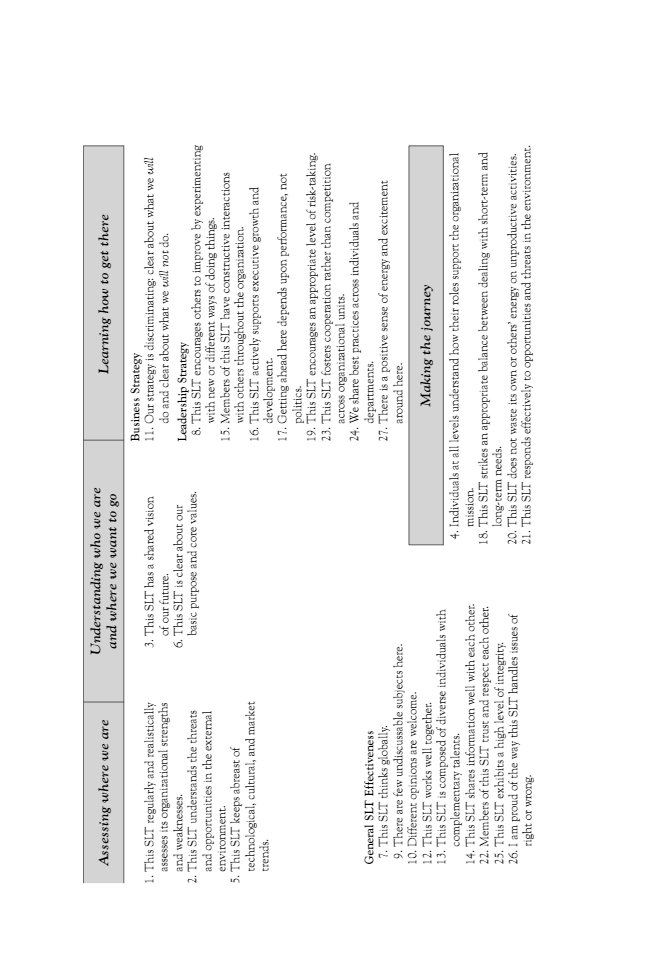 Assessing where we are
1. This SLT regularly and realistically
assesses its organizational strengths
and weaknesses.
2. This SLT understands the threats
and opportunities in the external
environment.
5. This SLT keeps abreast of
technological, cultural, and market
trends.
Understanding who we are
and where we want to go
3. This SLT has a shared vision
of our future.
6. This SLT is clear about our
basic purpose and core values.
Learning how to get there
Business Strategy
11. Our strategy is discriminating: clear about what we will
do and clear about what we will not do.
Leadership Strategy
8. This SLT encourages others to improve by experimenting
with new or different ways of doing things.
15. Members of this SLT have constructive interactions
with others throughout the organization.
16. This SLT actively supports executive growth and
development.
17. Getting ahead here depends upon performance, not
politics.
19. This SLT encourages an appropriate level of risk-taking.
23. This SLT fosters cooperation rather than competition
across organizational units.
24. We share best practices across individuals and
departments.
27. There is a positive sense of energy and excitement
around here.
General SLT Effectiveness
7. This SLT thinks globally.
9. There are few undiscussable subjects here.
10. Different opinions are welcome.
12. This SLT works well together.
13. This SLT is composed of diverse individuals with
complementary talents.
14. This SLT shares information well with each other.
22. Members of this SLT trust and respect each other.
25. This SLT exhibits a high level of integrity.
26. I am proud of the way this SLT handles issues of
right or wrong.
Making the journey
4. Individuals at all levels understand how their roles support the organizational
mission.
18. This SLT strikes an appropriate balance between dealing with short-term and
long-term needs.
20. This SLT does not waste its own or others' energy on unproductive activities.
21. This SLT responds effectively to opportunities and threats in the environment.